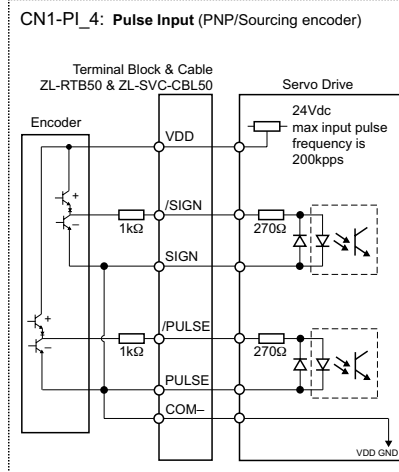 CN1-PI_4: Pulse Input (PNP/Sourcing encoder)
Terminal Block & Cable
ZL-RTB50 & ZL-SVC-CBL50
Servo Drive
Encoder
VDD
24Vdc
max input pulse
frequency is
200kpps
+
–
/SIGN
1kΩ
270Ω
SIGN
+
–
/PULSE
1kΩ
270Ω
PULSE
COM–
VDD GND